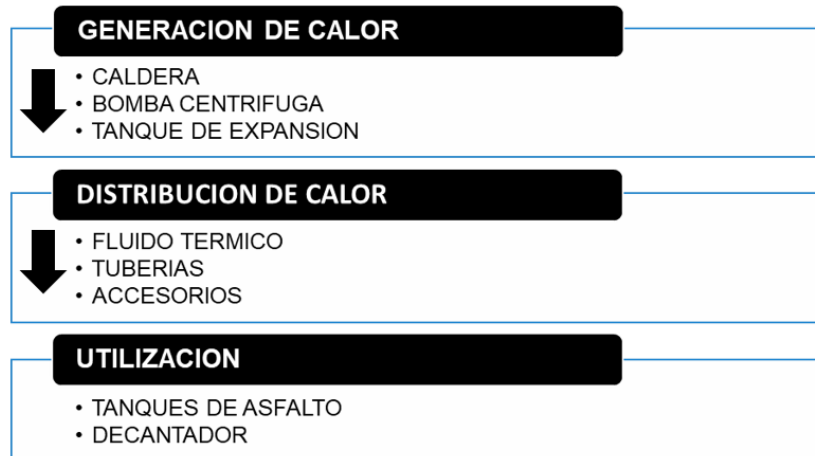 GENERACION DE CALOR
• CALDERA
• BOMBA CENTRIFUGA
• TANQUE DE EXPANSION
DISTRIBUCION DE CALOR
• FLUIDO TERMICO
• TUBERIAS
• ACCESORIOS
UTILIZACION
• TANQUES DE ASFALTO
• DECANTADOR